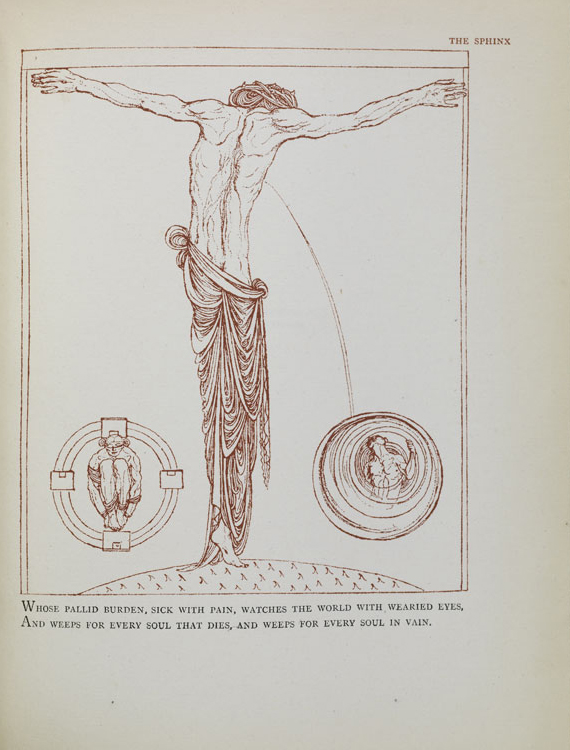 THE SPHINX
WHOSE PALLID BURDEN, SICK WITH PAIN, WATCHES THE WORLD WITH WEARIED EYES,
AND WEEPS FOR EVERY SOUL THAT DIES, AND WEEPS FOR EVERY SOUL IN VAIN.